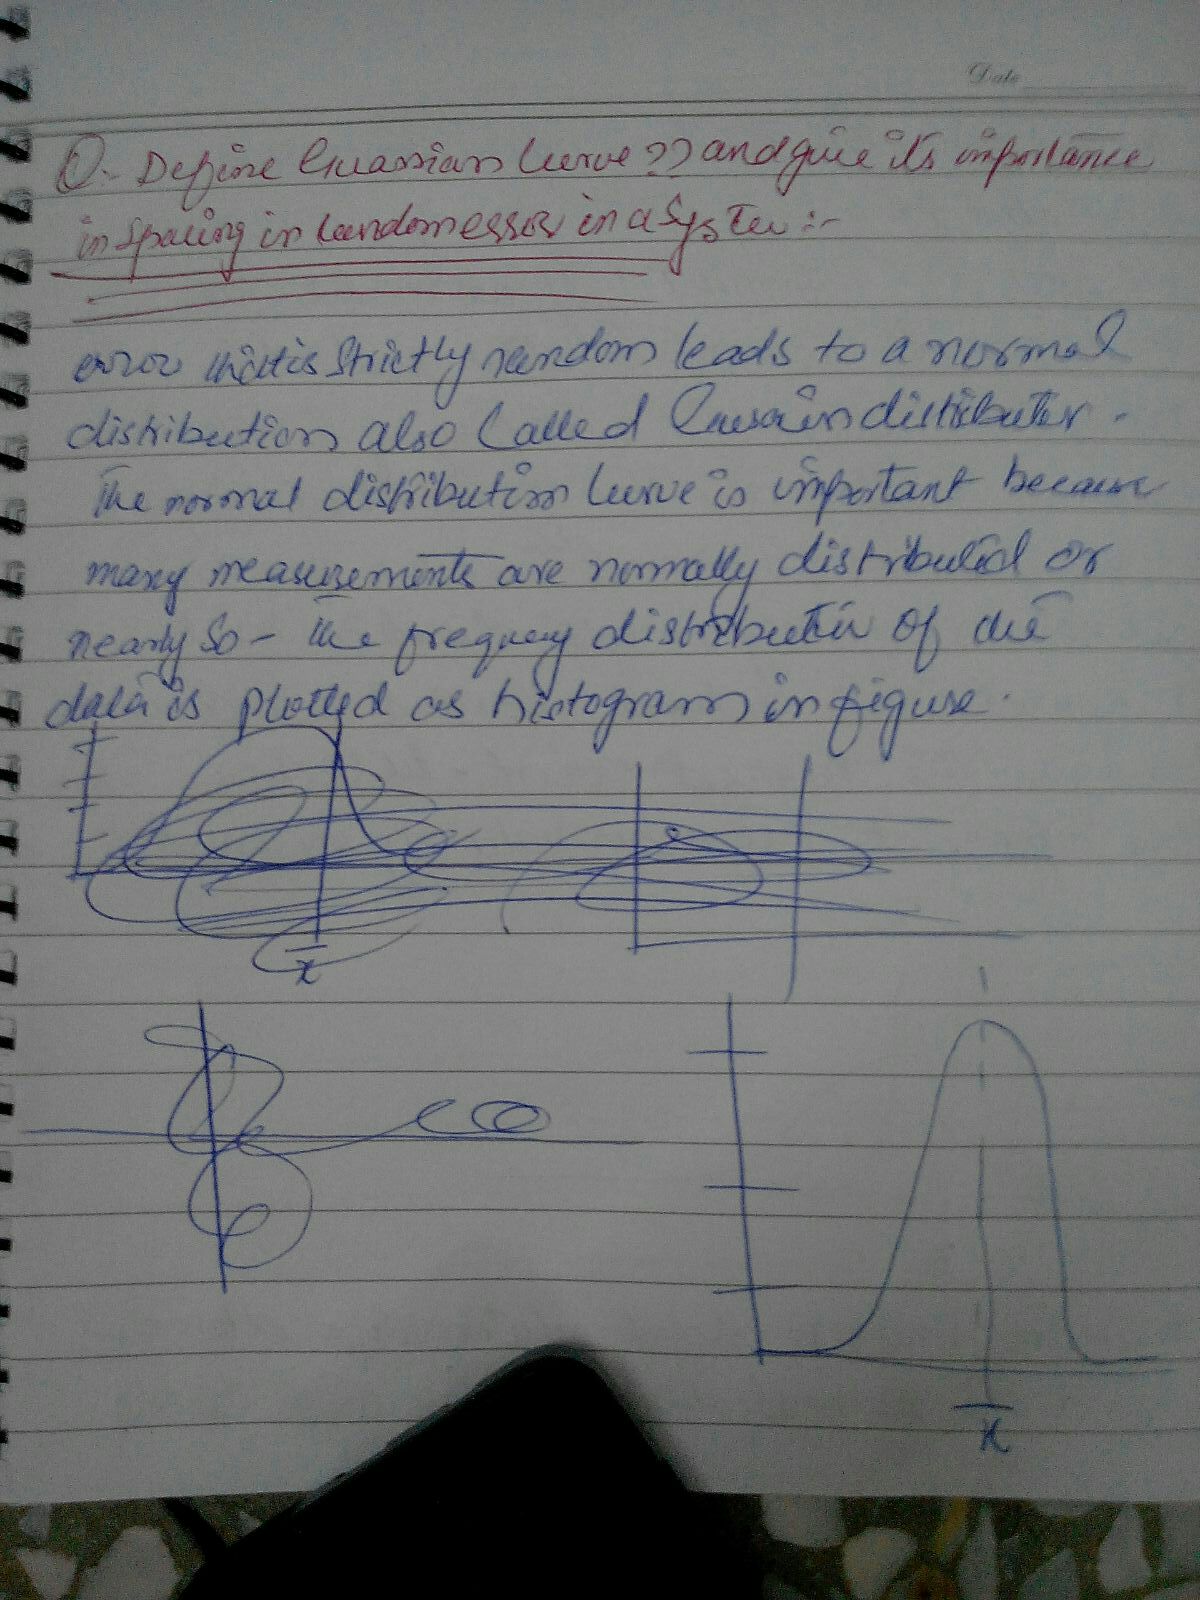 Date
Q:- Define Guassian Curve ?? and give its importance
in Spacing in randomessor in a System :-
error that is Strictly random leads to a normal
distribution also Called distribution.
The normal distribution Curve is important because
many measurements are normally distributed or
nearly So - The frequency distribution of the
data is plotted as histogram in figure.
x̅
x̅